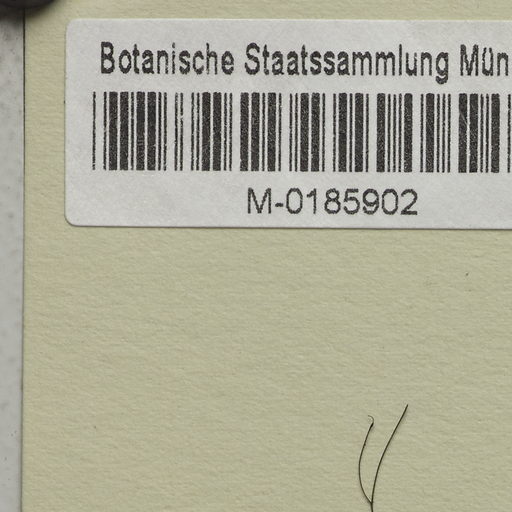 Botanische Staatssammlung Mün
M-0185902